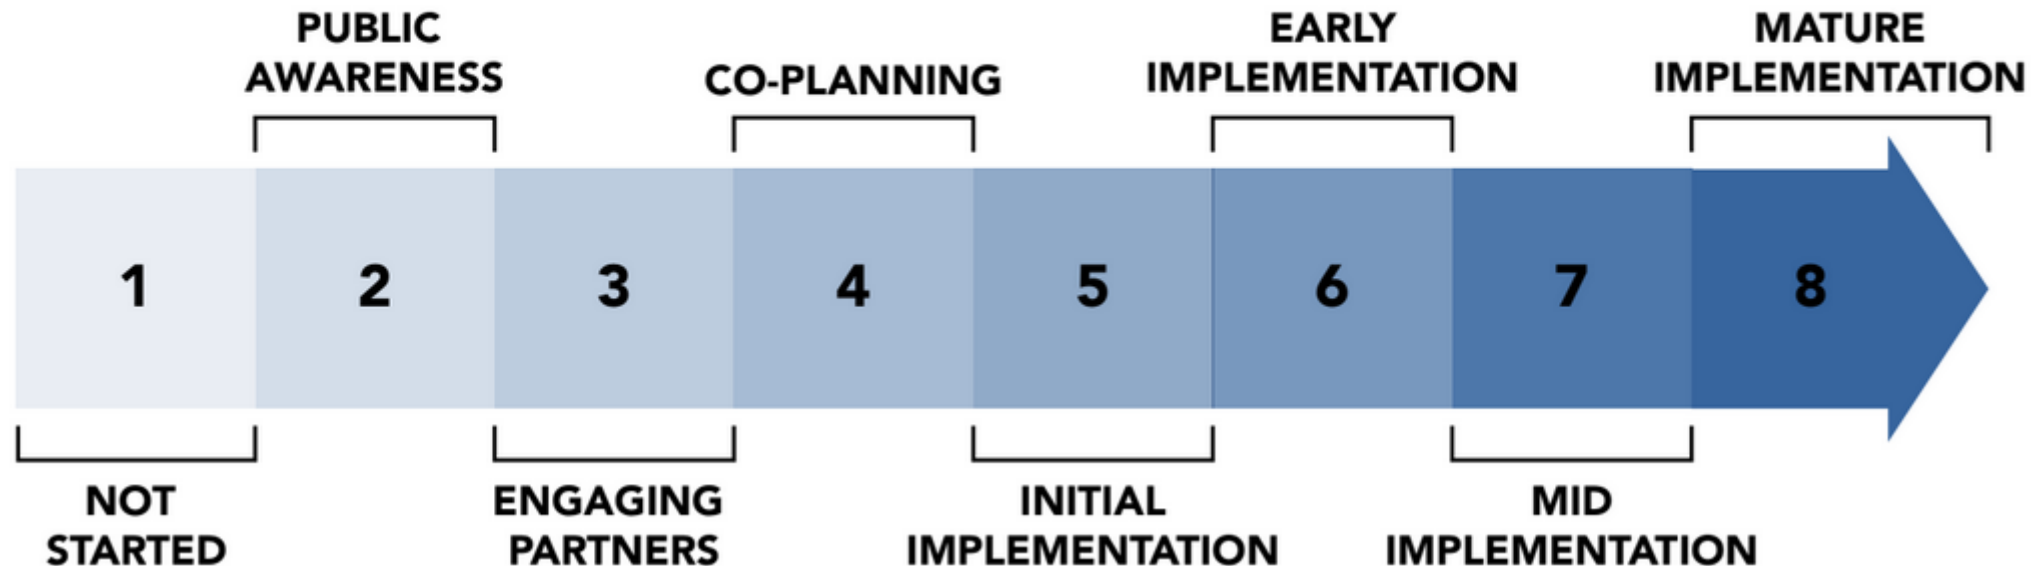 PUBLIC
AWARENESS
CO-PLANNING
EARLY
IMPLEMENTATION
MATURE
IMPLEMENTATION
1
2
3
4
5
6
7
8
NOT
STARTED
ENGAGING
PARTNERS
INITIAL
IMPLEMENTATION
MID
IMPLEMENTATION